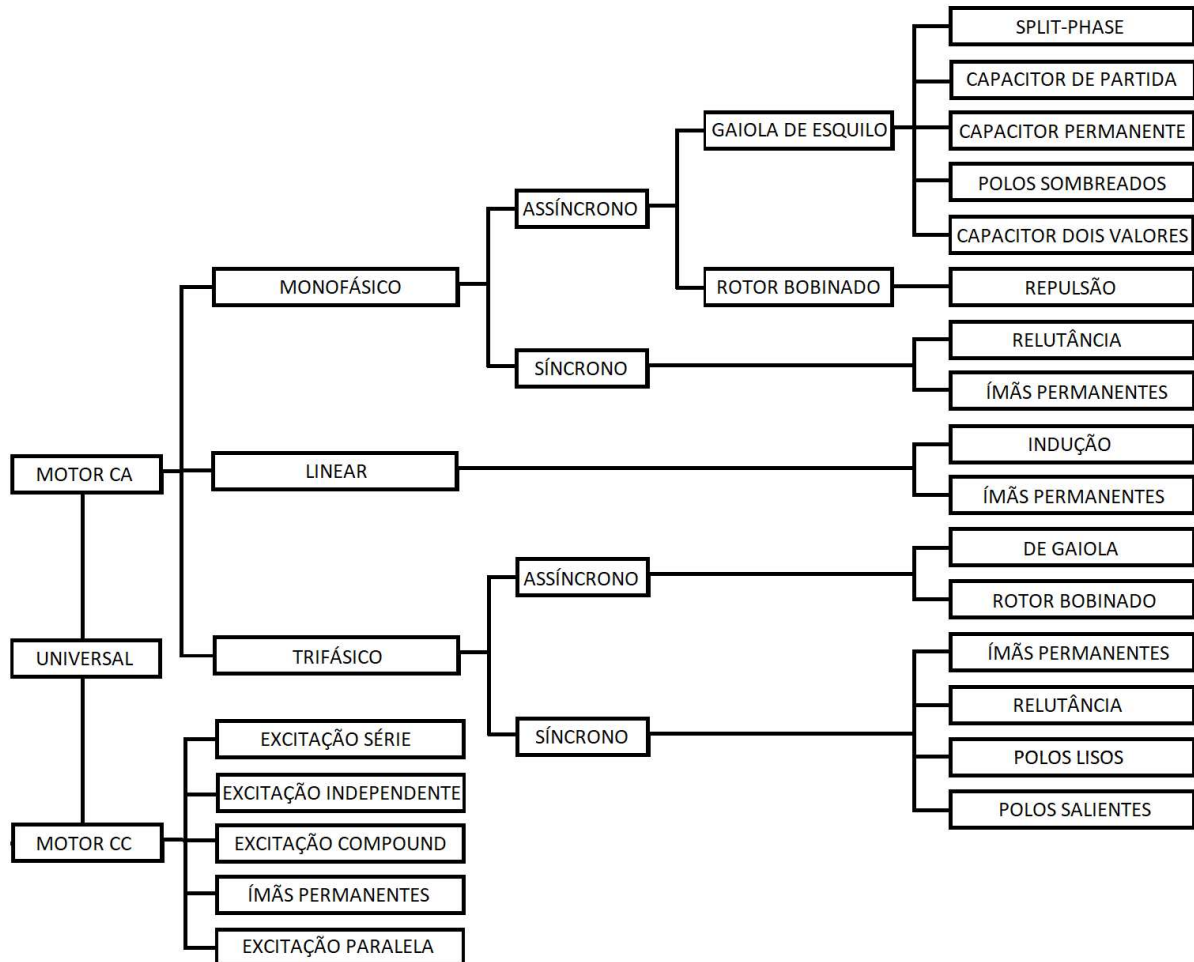 SPLIT-PHASE
CAPACITOR DE PARTIDA
GAIOLA DE ESQUILO
CAPACITOR PERMANENTE
POLOS SOMBREADOS
ASSÍNCRONO
CAPACITOR DOIS VALORES
MONOFÁSICO
ROTOR BOBINADO
REPULSÃO
RELUTÂNCIA
SÍNCRONO
ÍMÃS PERMANENTES
INDUÇÃO
MOTOR CA
LINEAR
ÍMÃS PERMANENTES
DE GAIOLA
ASSÍNCRONO
ROTOR BOBINADO
UNIVERSAL
TRIFÁSICO
ÍMÃS PERMANENTES
RELUTÂNCIA
EXCITAÇÃO SÉRIE
SÍNCRONO
POLOS LISOS
EXCITAÇÃO INDEPENDENTE
POLOS SALIENTES
MOTOR CC
EXCITAÇÃO COMPOUND
ÍMÃS PERMANENTES
EXCITAÇÃO PARALELA